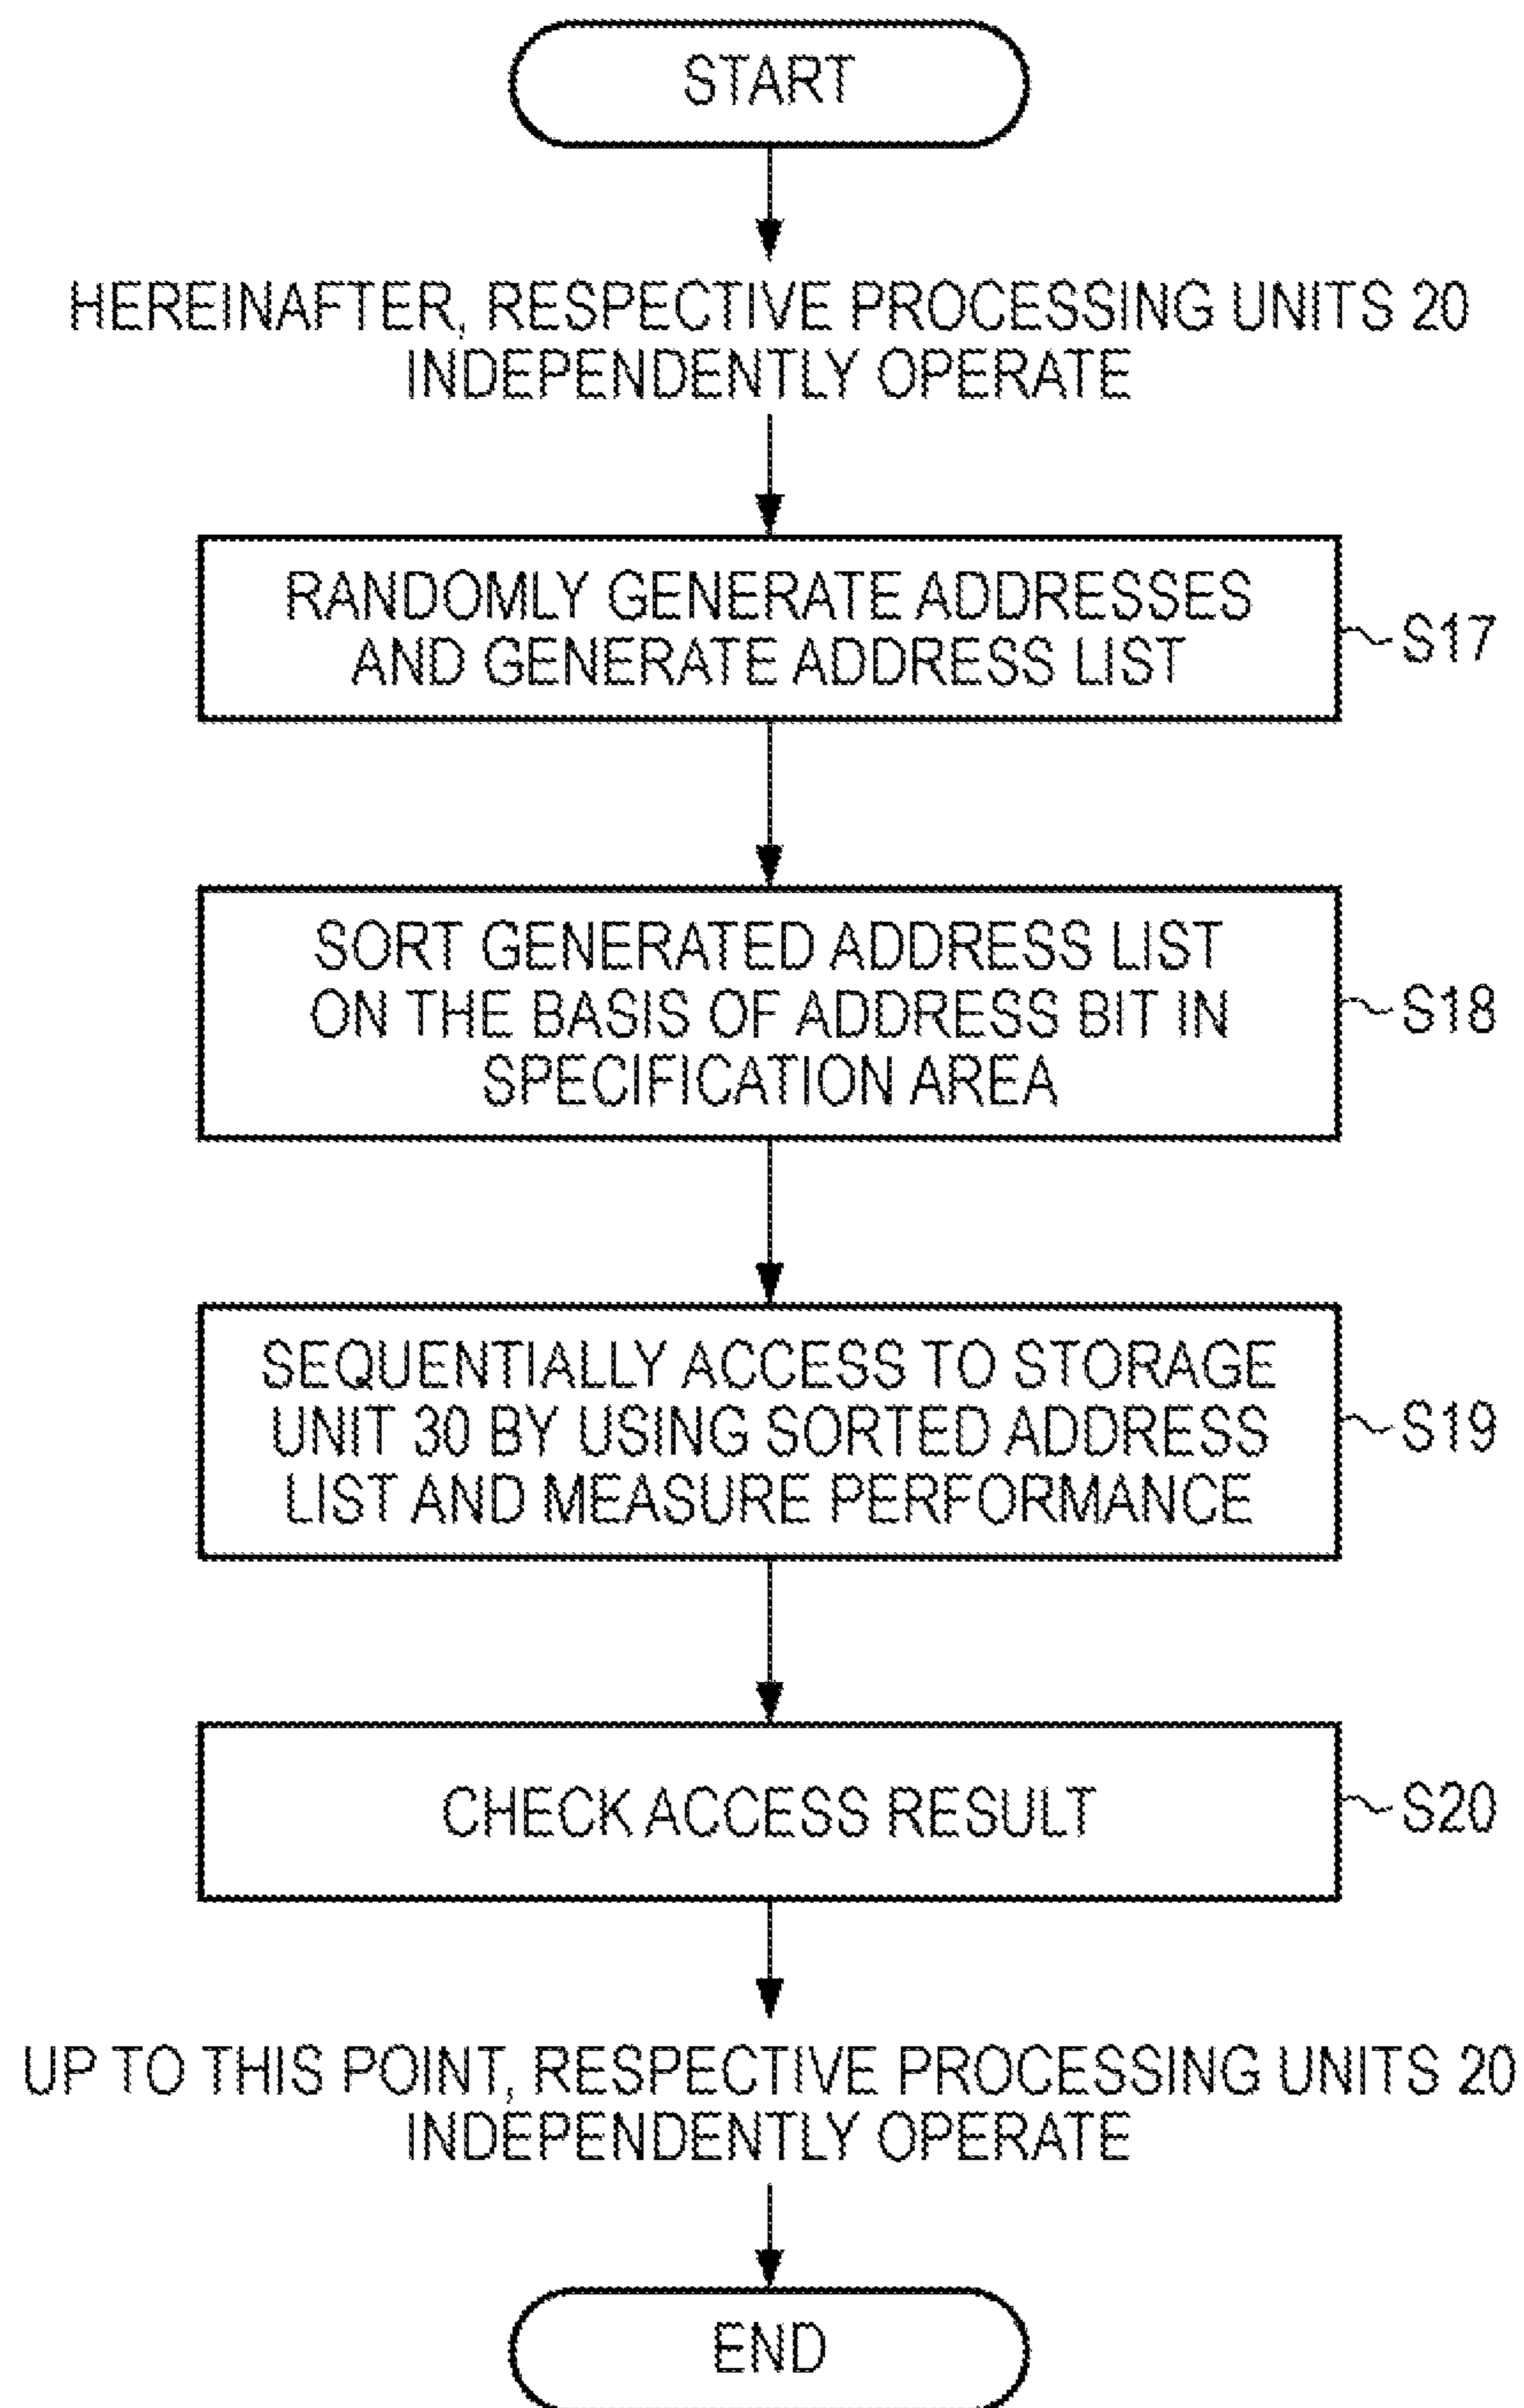 START
HEREINAFTER, RESPECTIVE PROCESSING UNITS 20
INDEPENDENTLY OPERATE
RANDOMLY GENERATE ADDRESSES
AND GENERATE ADDRESS LIST
S17
SORT GENERATED ADDRESS LIST
ON THE BASIS OF ADDRESS BIT IN
SPECIFICATION AREA
S18
SEQUENTIALLY ACCESS TO STORAGE
UNIT 30 BY USING SORTED ADDRESS
LIST AND MEASURE PERFORMANCE
S19
CHECK ACCESS RESULT
S20
UP TO THIS POINT, RESPECTIVE PROCESSING UNITS 20
INDEPENDENTLY OPERATE
END